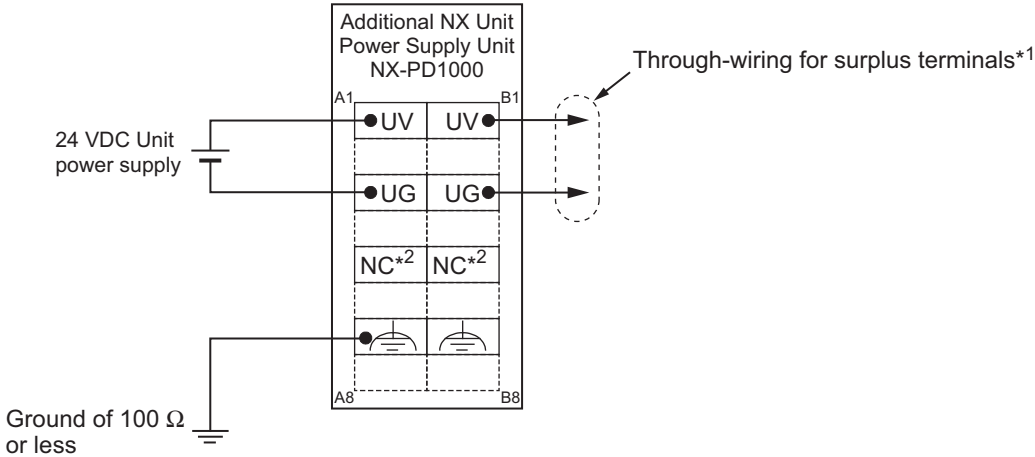 Additional NX Unit
Power Supply Unit
NX-PD1000
Through-wiring for surplus terminals*1
A1 B1
24 VDC Unit
power supply
UV UV
UG UG
NC*2 NC*2
A8 B8
Ground of 100 Ω
or less